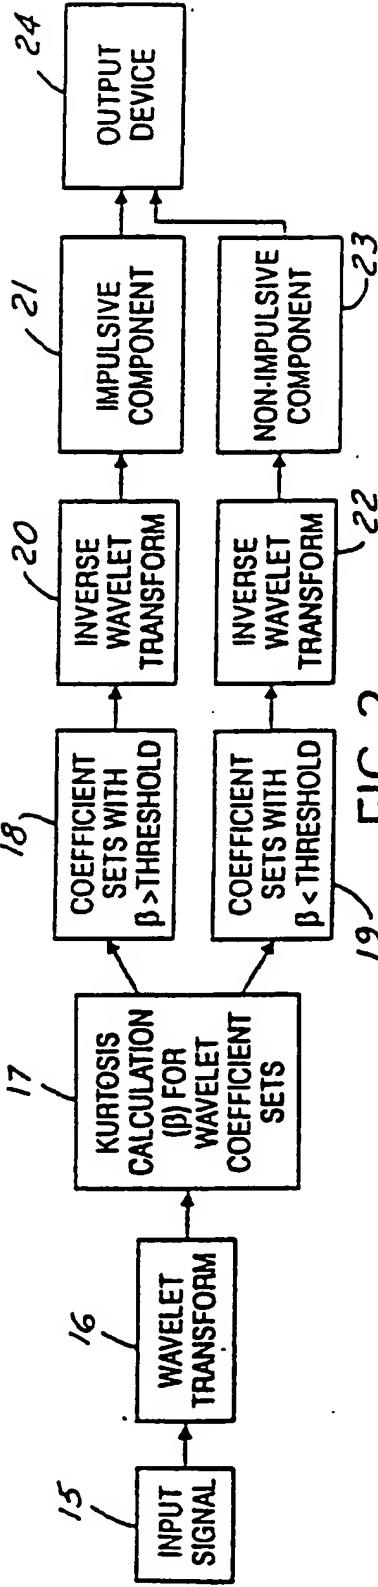 15
INPUT
SIGNAL
16
WAVELET
TRANSFORM
17
KURTOSIS
CALCULATION
(β) FOR
WAVELET
COEFFICIENT
SETS
18
COEFFICIENT
SETS WITH
β > THRESHOLD
20
INVERSE
WAVELET
TRANSFORM
21
IMPULSIVE
COMPONENT
24
OUTPUT
DEVICE
COEFFICIENT
SETS WITH
β < THRESHOLD
19
INVERSE
WAVELET
TRANSFORM
22
NON-IMPULSIVE
COMPONENT
23